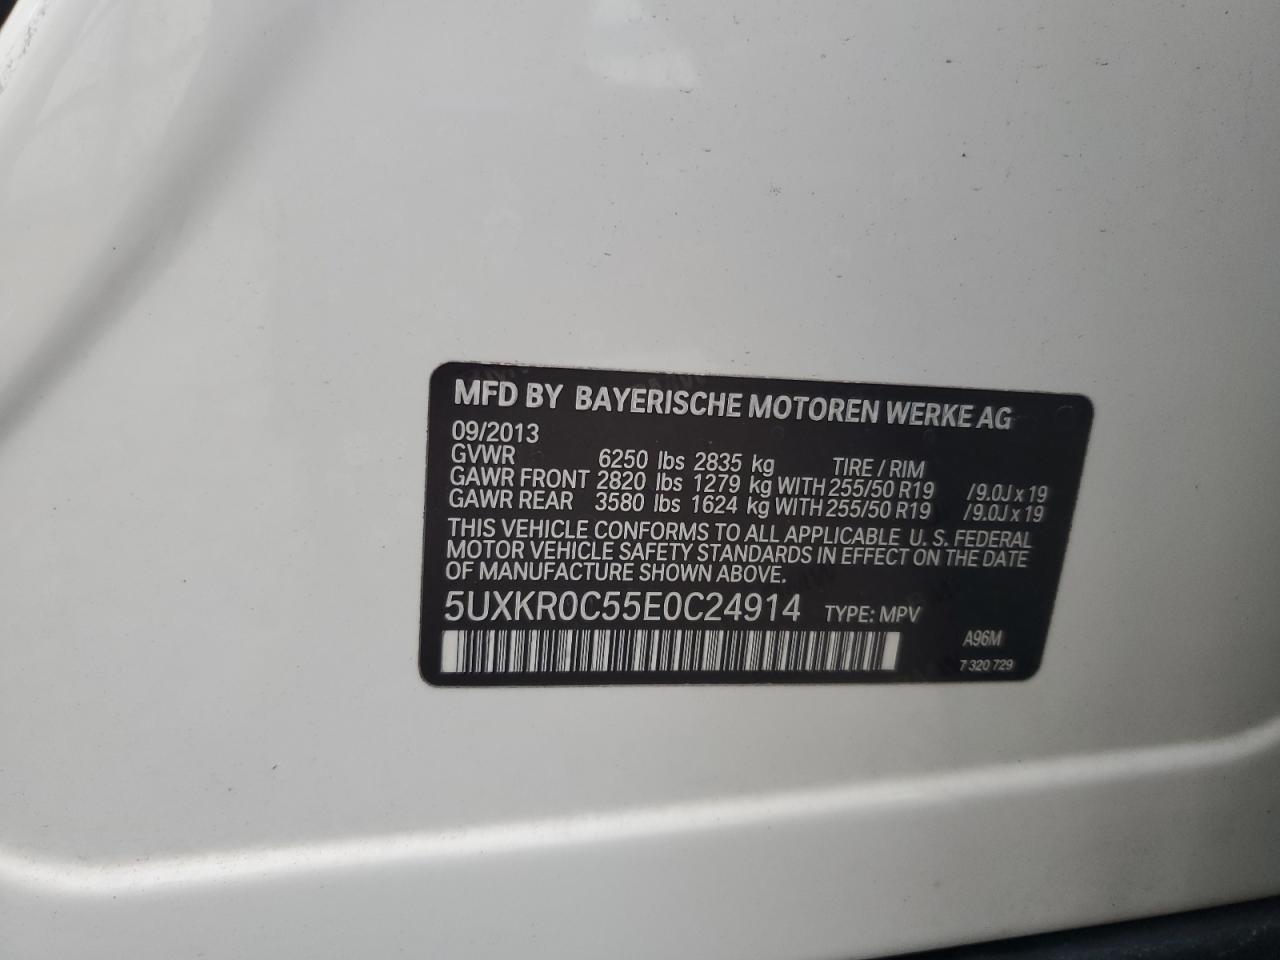 MFD BY BAYERISCHE MOTOREN WERKE AG
09/2013
GVWR 6250 lbs 2835 kg TIRE / RIM
GAWR FRONT 2820 lbs 1279 kg WITH 255/50 R19 /9.0J x 19
GAWR REAR 3580 lbs 1624 kg WITH 255/50 R19 /9.0J x 19
THIS VEHICLE CONFORMS TO ALL APPLICABLE U. S. FEDERAL
MOTOR VEHICLE SAFETY STANDARDS IN EFFECT ON THE DATE
OF MANUFACTURE SHOWN ABOVE.
5UXKR0C55E0C24914 TYPE: MPV
A96M
7 320 729